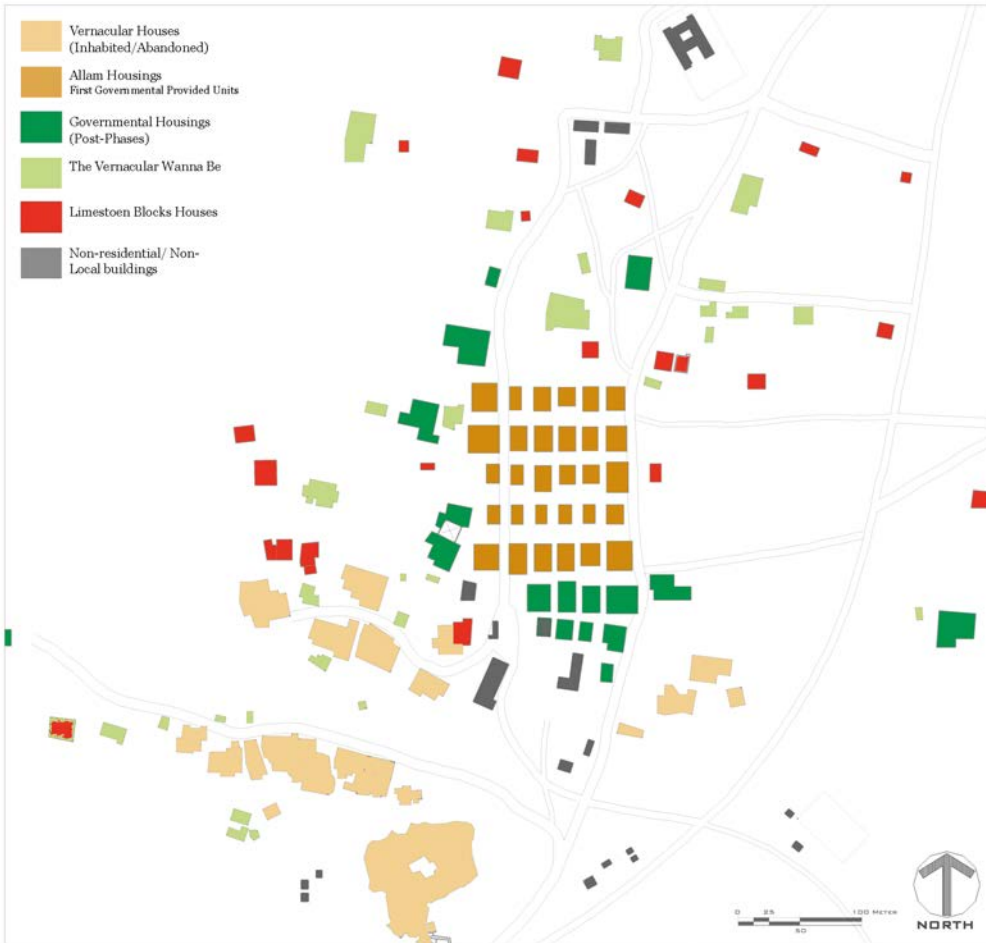 Vernacular Houses
(Inhabited/Abandoned)
Allam Housings
First Governmental Provided Units
Governmental Housings
(Post-Phases)
The Vernacular Wanna Be
Limestoen Blocks Houses
Non-residential/ Non-
Local buildings
0 25 100 METER
50
NORTH